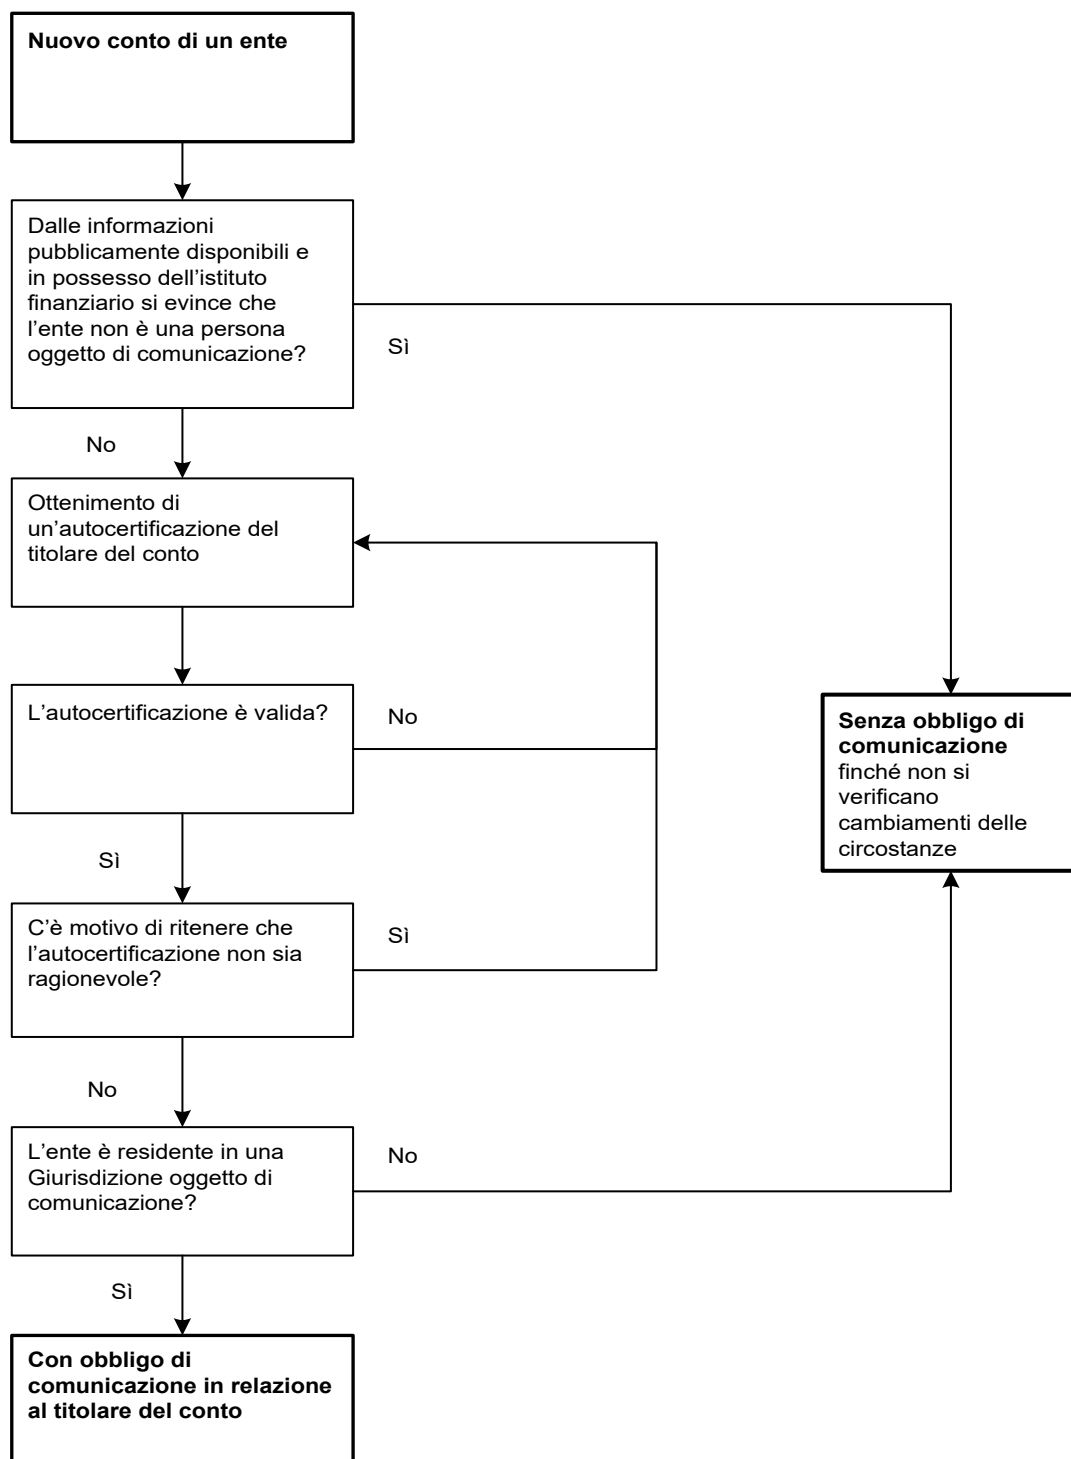 Nuovo conto di un ente
Dalle informazioni
pubblicamente disponibili e
in possesso dell'istituto
finanziario si evince che
l'ente non è una persona
oggetto di comunicazione?
Sì
No
Ottenimento di
un'autocertificazione del
titolare del conto
L'autocertificazione è valida?
No
Senza obbligo di
comunicazione
finché non si
verificano
cambiamenti delle
circostanze
Sì
C'è motivo di ritenere che
l'autocertificazione non sia
ragionevole?
Sì
No
L'ente è residente in una
Giurisdizione oggetto di
comunicazione?
No
Sì
Con obbligo di
comunicazione in relazione
al titolare del conto